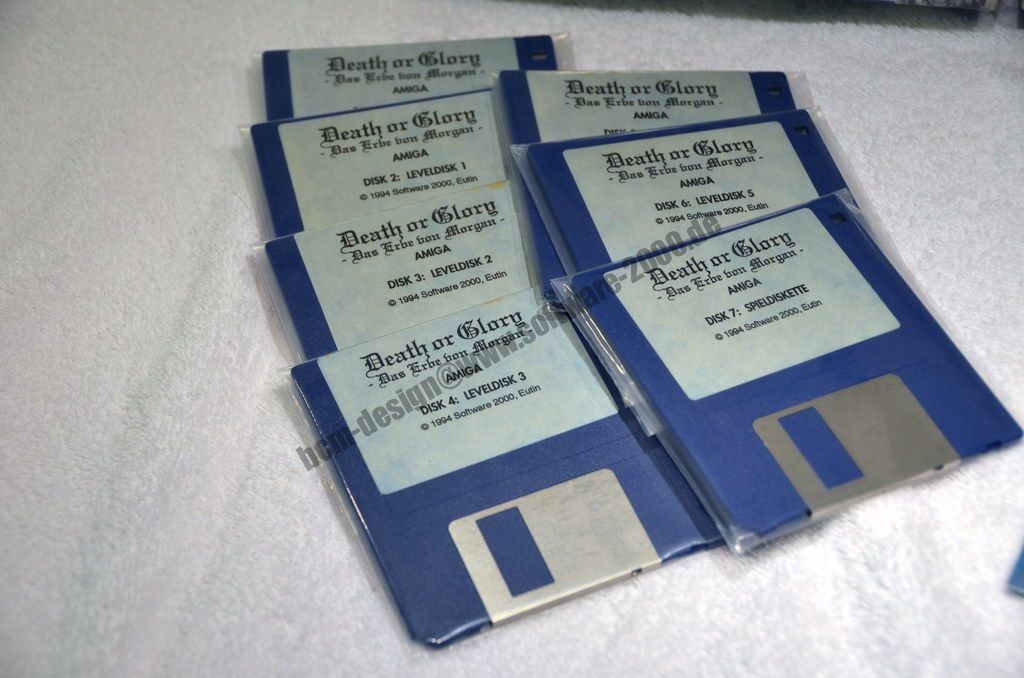 Death or Glory
- Das Erbe von Morgan -
AMIGA
Death or Glory
- Das Erbe von Morgan -
AMIGA
DISK 2: LEVELDISK 1
© 1994 Software 2000, Eutin
Death or Glory
- Das Erbe von Morgan -
AMIGA
DISK 3: LEVELDISK 2
© 1994 Software 2000, Eutin
Death or Glory
- Das Erbe von Morgan -
AMIGA
DISK 4: LEVELDISK 3
© 1994 Software 2000, Eutin
Death or Glory
- Das Erbe von Morgan -
AMIGA
Death or Glory
- Das Erbe von Morgan -
AMIGA
DISK 6: LEVELDISK 5
© 1994 Software 2000, Eutin
Death or Glory
- Das Erbe von Morgan -
AMIGA
DISK 7: SPIELDISKETTE
© 1994 Software 2000, Eutin
bcm-design@www.software-2000.de